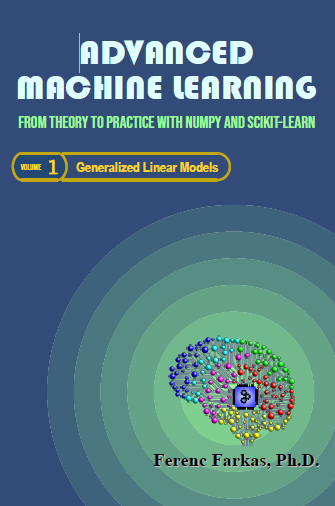 ADVANCED
MACHINE LEARNING
FROM THEORY TO PRACTICE WITH NUMPY AND SCIKIT-LEARN
VOLUME 1 Generalized Linear Models
Ferenc Farkas, Ph.D.